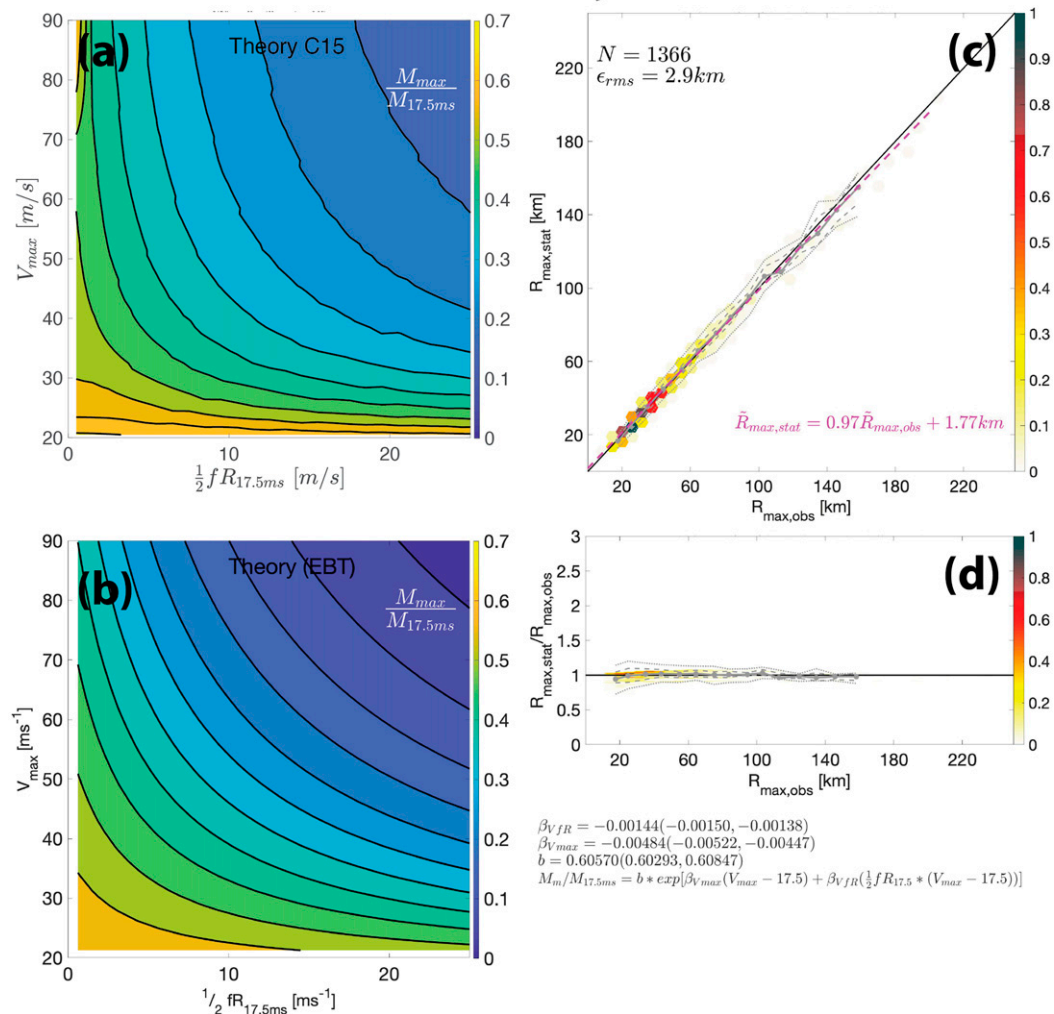 (a)
Theory C15
M_max
M_17.5ms
V_max [m/s]
90
80
70
60
50
40
30
20
0
10
20
½ fR_17.5ms [m/s]
0.7
0.6
0.5
0.4
0.3
0.2
0.1
0
(b)
Theory (EBT)
M_max
M_17.5ms
V_max [ms⁻¹]
90
80
70
60
50
40
30
20
0
10
20
¹/₂ fR_17.5ms [ms⁻¹]
0.7
0.6
0.5
0.4
0.3
0.2
0.1
0
(c)
N = 1366
ϵ_rms = 2.9km
R_max,stat [km]
220
180
140
100
60
20
R̃_max,stat = 0.97R̃_max,obs + 1.77km
20 60 100 140 180 220
R_max,obs [km]
1
0.9
0.8
0.7
0.6
0.5
0.4
0.3
0.2
0.1
0
(d)
R_max,stat/R_max,obs
3
2.5
2
1.5
1
0.5
0
20 60 100 140 180 220
R_max,obs [km]
1
0.8
0.6
0.4
0.2
0
β_VfR = −0.00144(−0.00150, −0.00138)
β_Vmax = −0.00484(−0.00522, −0.00447)
b = 0.60570(0.60293, 0.60847)
M_m/M_17.5ms = b * exp[β_Vmax(V_max − 17.5) + β_VfR(½fR_17.5 * (V_max − 17.5))]